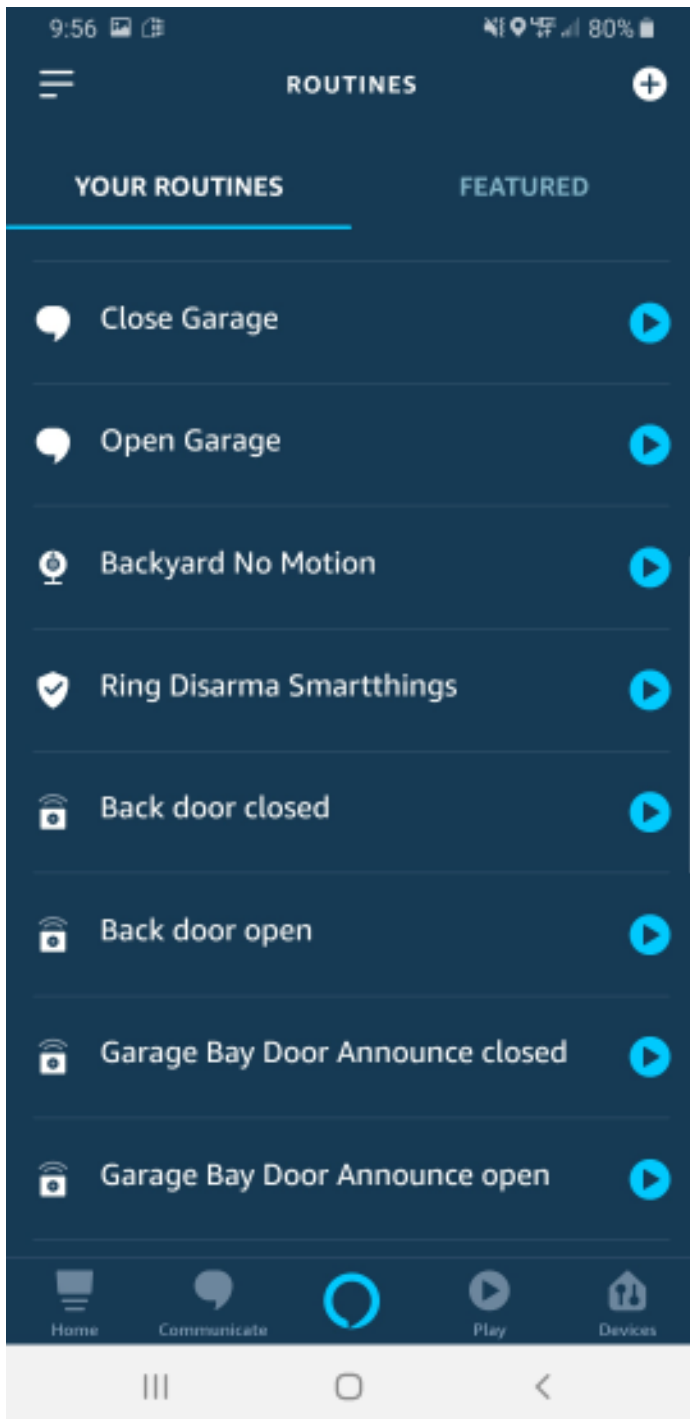 9:56 80%
ROUTINES
YOUR ROUTINES FEATURED
Close Garage
Open Garage
Backyard No Motion
Ring Disarma Smartthings
Back door closed
Back door open
Garage Bay Door Announce closed
Garage Bay Door Announce open
Home Communicate Play Devices